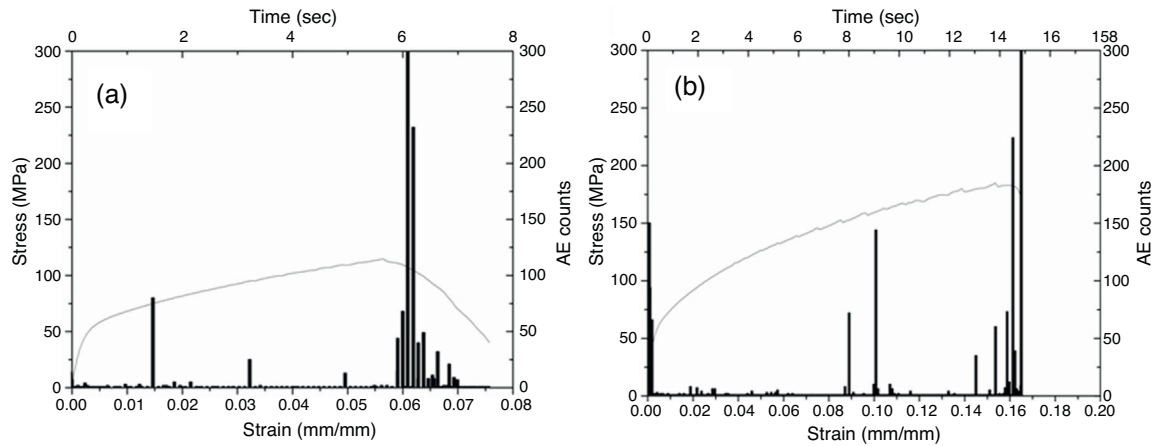 Time (sec)
0 2 4 6 8
300 300
250 250
200 200
150 150
100 100
50 50
0 0
0.00 0.01 0.02 0.03 0.04 0.05 0.06 0.07 0.08
Strain (mm/mm)
Stress (MPa)
AE counts
(a)
Time (sec)
0 2 4 6 8 10 12 14 16 158
300 300
250 250
200 200
150 150
100 100
50 50
0 0
0.00 0.02 0.04 0.06 0.08 0.10 0.12 0.14 0.16 0.20
Strain (mm/mm)
Stress (MPa)
AE counts
(b)